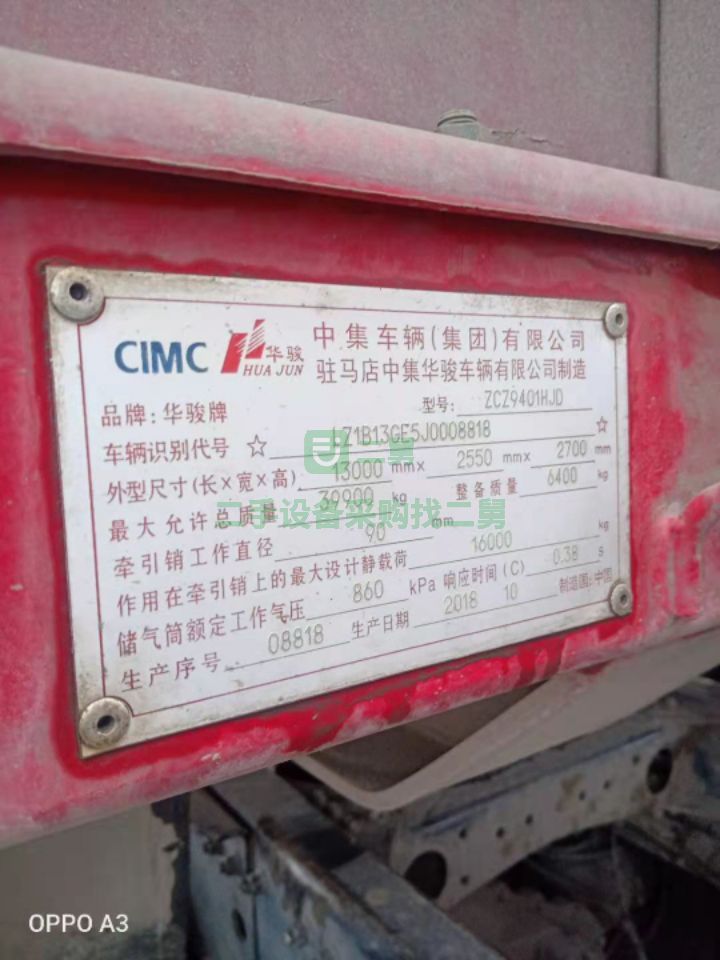 CIMC 华骏 HUA JUN 中集车辆(集团)有限公司
驻马店中集华骏车辆有限公司制造
品牌:华骏牌 型号: ZCZ9401HJD
车辆识别代号 ☆ LZ1B13GE5J0008818 ☆
外型尺寸(长×宽×高) 13000 mm× 2550 mm× 2700 mm
最大允许总质量 39900 kg 整备质量 6400 kg
牵引销工作直径 90 mm
作用在牵引销上的最大设计静载荷 16000 kg
储气筒额定工作气压 860 kPa 响应时间(C) 0.38 s
生产序号 08818 生产日期 2018 10 制造国:中国
二舅
二手设备采购找二舅
OPPO A3